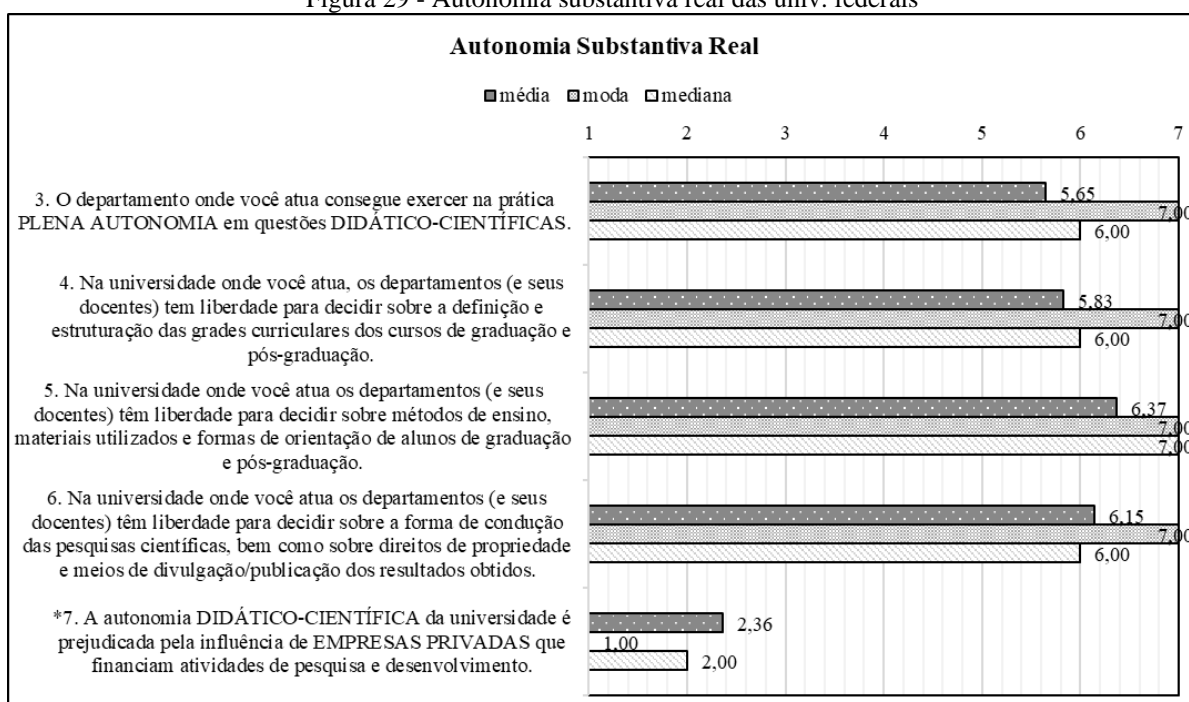 Figura 29 - Autonomia substantiva real das univ. federais
Autonomia Substantiva Real
média moda mediana
1 2 3 4 5 6 7
3. O departamento onde você atua consegue exercer na prática
PLENA AUTONOMIA em questões DIDÁTICO-CIENTÍFICAS.
5,65
7,00
6,00
4. Na universidade onde você atua, os departamentos (e seus
docentes) tem liberdade para decidir sobre a definição e
estruturação das grades curriculares dos cursos de graduação e
pós-graduação.
5,83
7,00
6,00
5. Na universidade onde você atua os departamentos (e seus
docentes) têm liberdade para decidir sobre métodos de ensino,
materiais utilizados e formas de orientação de alunos de graduação
e pós-graduação.
6,37
7,00
7,00
6. Na universidade onde você atua os departamentos (e seus
docentes) têm liberdade para decidir sobre a forma de condução
das pesquisas científicas, bem como sobre direitos de propriedade
e meios de divulgação/publicação dos resultados obtidos.
6,15
7,00
6,00
*7. A autonomia DIDÁTICO-CIENTÍFICA da universidade é
prejudicada pela influência de EMPRESAS PRIVADAS que
financiam atividades de pesquisa e desenvolvimento.
2,36
1,00
2,00